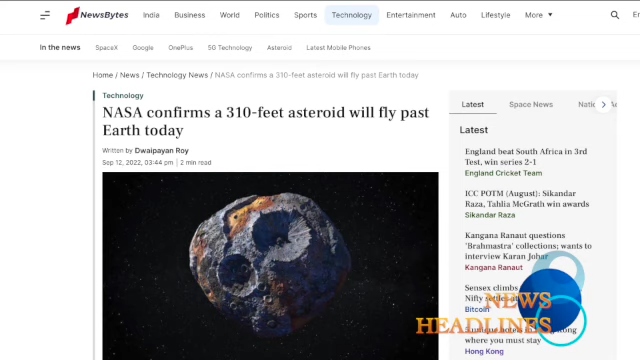 NewsBytes
India Business World Politics Sports Technology Entertainment Auto Lifestyle More
In the news SpaceX Google OnePlus 5G Technology Asteroid Latest Mobile Phones
Home / News / Technology News / NASA confirms a 310-feet asteroid will fly past Earth today
Technology
NASA confirms a 310-feet asteroid will fly past
Earth today
Written by Dwaipayan Roy
Sep 12, 2022, 03:44 pm | 2 min read
Latest Space News
Latest
England beat South Africa in 3rd
Test, win series 2-1
England Cricket Team
ICC POTM (August): Sikandar
Raza, Tahlia McGrath win awards
Sikandar Raza
Kangana Ranaut questions
'Brahmastra' collections; wants to
interview Karan Johar
Kangana Ranaut
Sensex climbs
Nifty
Bitcoin
where you must stay
Hong Kong
NEWS
HEADLINES